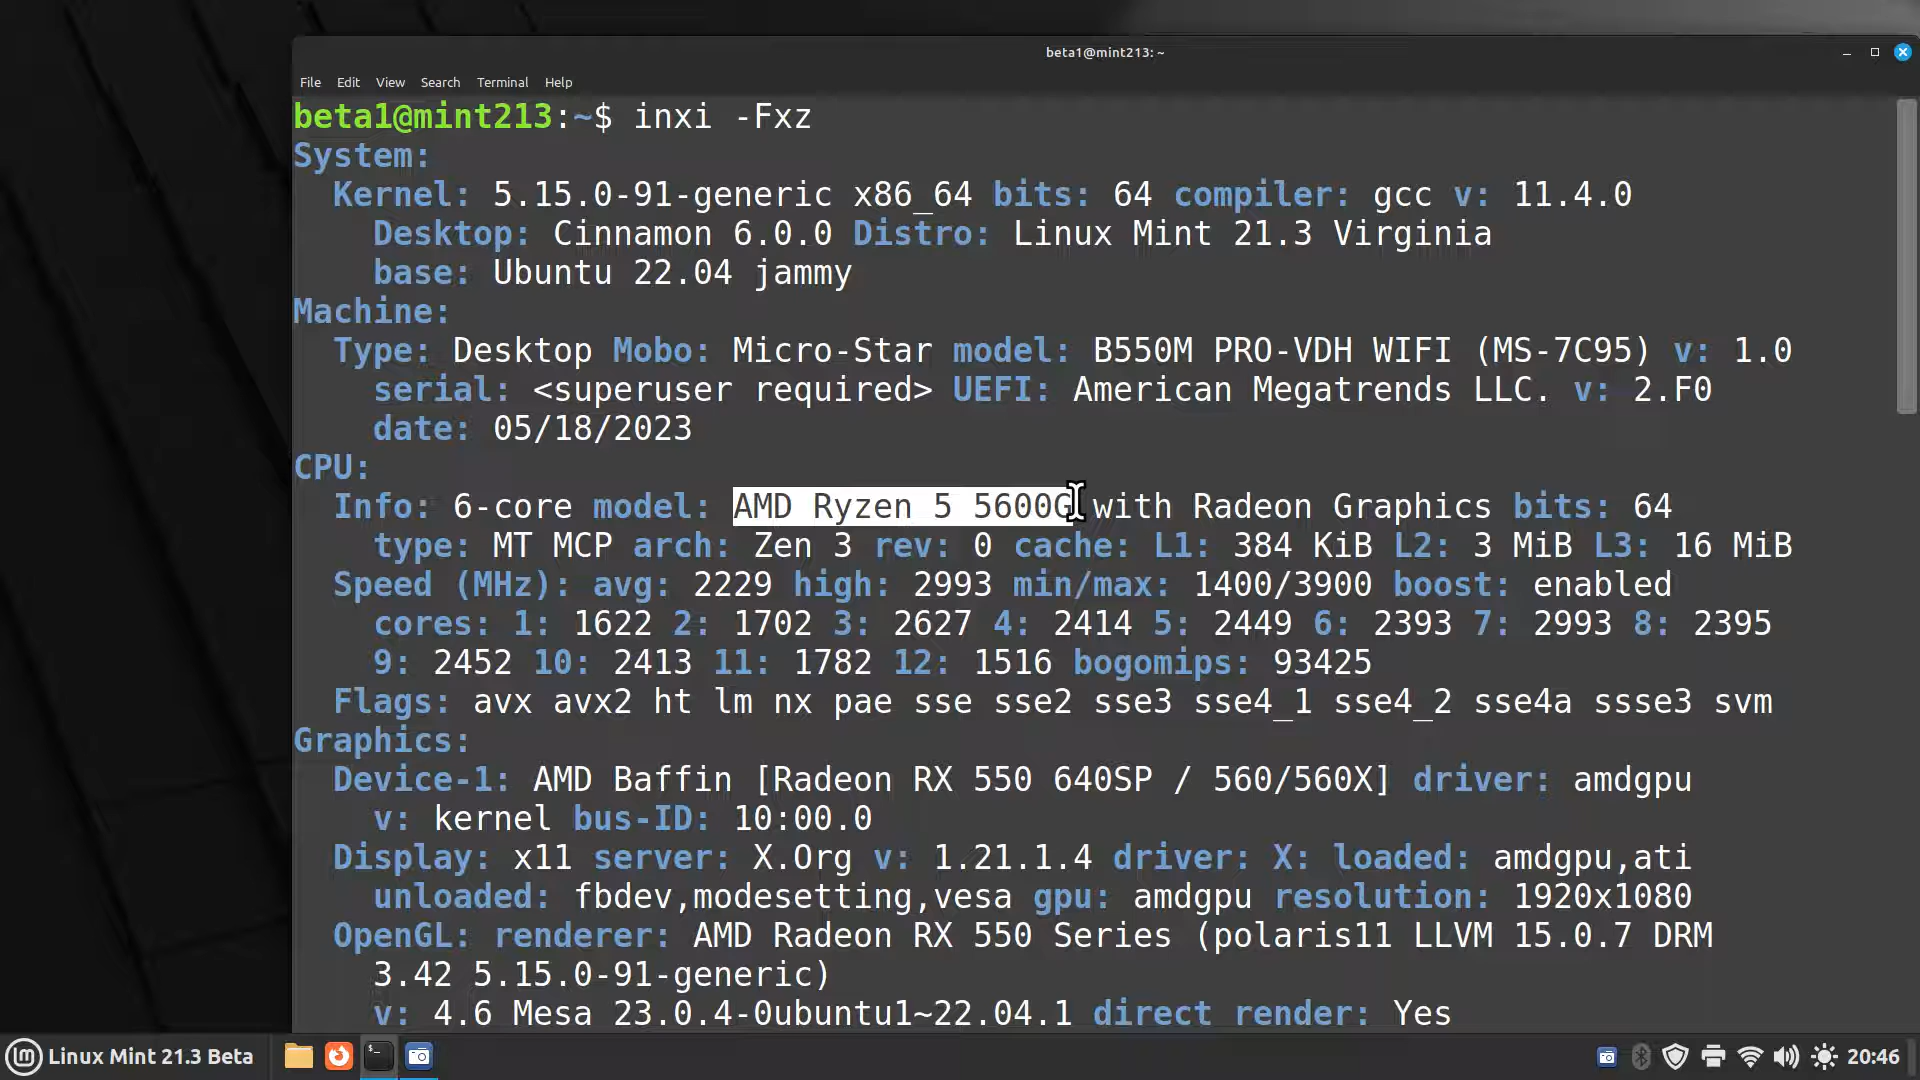 beta1@mint213: ~
File Edit View Search Terminal Help
beta1@mint213:~$ inxi -Fxz
System:
Kernel: 5.15.0-91-generic x86_64 bits: 64 compiler: gcc v: 11.4.0
Desktop: Cinnamon 6.0.0 Distro: Linux Mint 21.3 Virginia
base: Ubuntu 22.04 jammy
Machine:
Type: Desktop Mobo: Micro-Star model: B550M PRO-VDH WIFI (MS-7C95) v: 1.0
serial: <superuser required> UEFI: American Megatrends LLC. v: 2.F0
date: 05/18/2023
CPU:
Info: 6-core model: AMD Ryzen 5 5600G with Radeon Graphics bits: 64
type: MT MCP arch: Zen 3 rev: 0 cache: L1: 384 KiB L2: 3 MiB L3: 16 MiB
Speed (MHz): avg: 2229 high: 2993 min/max: 1400/3900 boost: enabled
cores: 1: 1622 2: 1702 3: 2627 4: 2414 5: 2449 6: 2393 7: 2993 8: 2395
9: 2452 10: 2413 11: 1782 12: 1516 bogomips: 93425
Flags: avx avx2 ht lm nx pae sse sse2 sse3 sse4_1 sse4_2 sse4a ssse3 svm
Graphics:
Device-1: AMD Baffin [Radeon RX 550 640SP / 560/560X] driver: amdgpu
v: kernel bus-ID: 10:00.0
Display: x11 server: X.Org v: 1.21.1.4 driver: X: loaded: amdgpu,ati
unloaded: fbdev,modesetting,vesa gpu: amdgpu resolution: 1920x1080
OpenGL: renderer: AMD Radeon RX 550 Series (polaris11 LLVM 15.0.7 DRM
3.42 5.15.0-91-generic)
v: 4.6 Mesa 23.0.4-0ubuntu1~22.04.1 direct render: Yes
Linux Mint 21.3 Beta
20:46